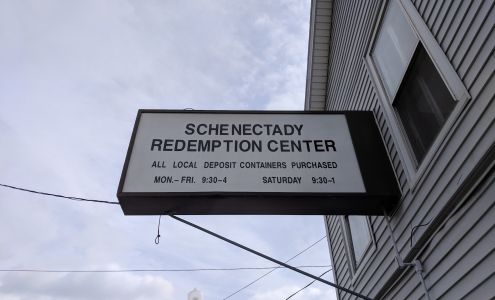 SCHENECTADY
REDEMPTION CENTER
ALL LOCAL DEPOSIT CONTAINERS PURCHASED
MON.–FRI. 9:30–4 SATURDAY 9:30–1